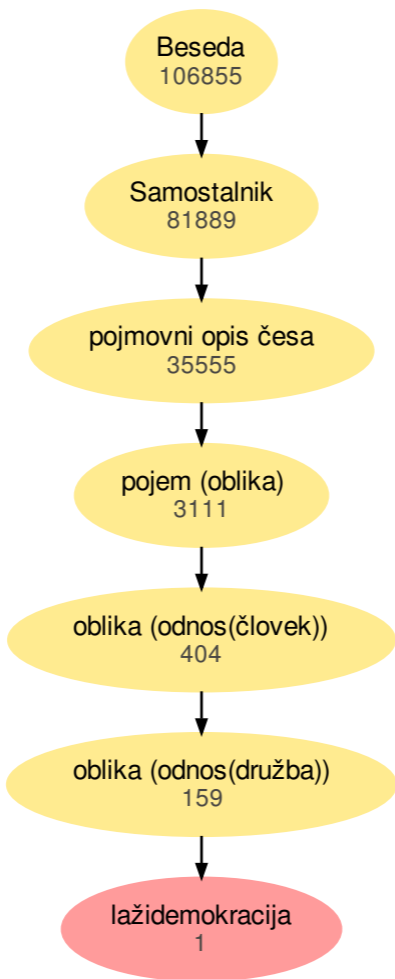 Beseda
106855
Samostalnik
81889
pojmovni opis česa
35555
pojem (oblika)
3111
oblika (odnos(človek))
404
oblika (odnos(družba))
159
lažidemokracija
1